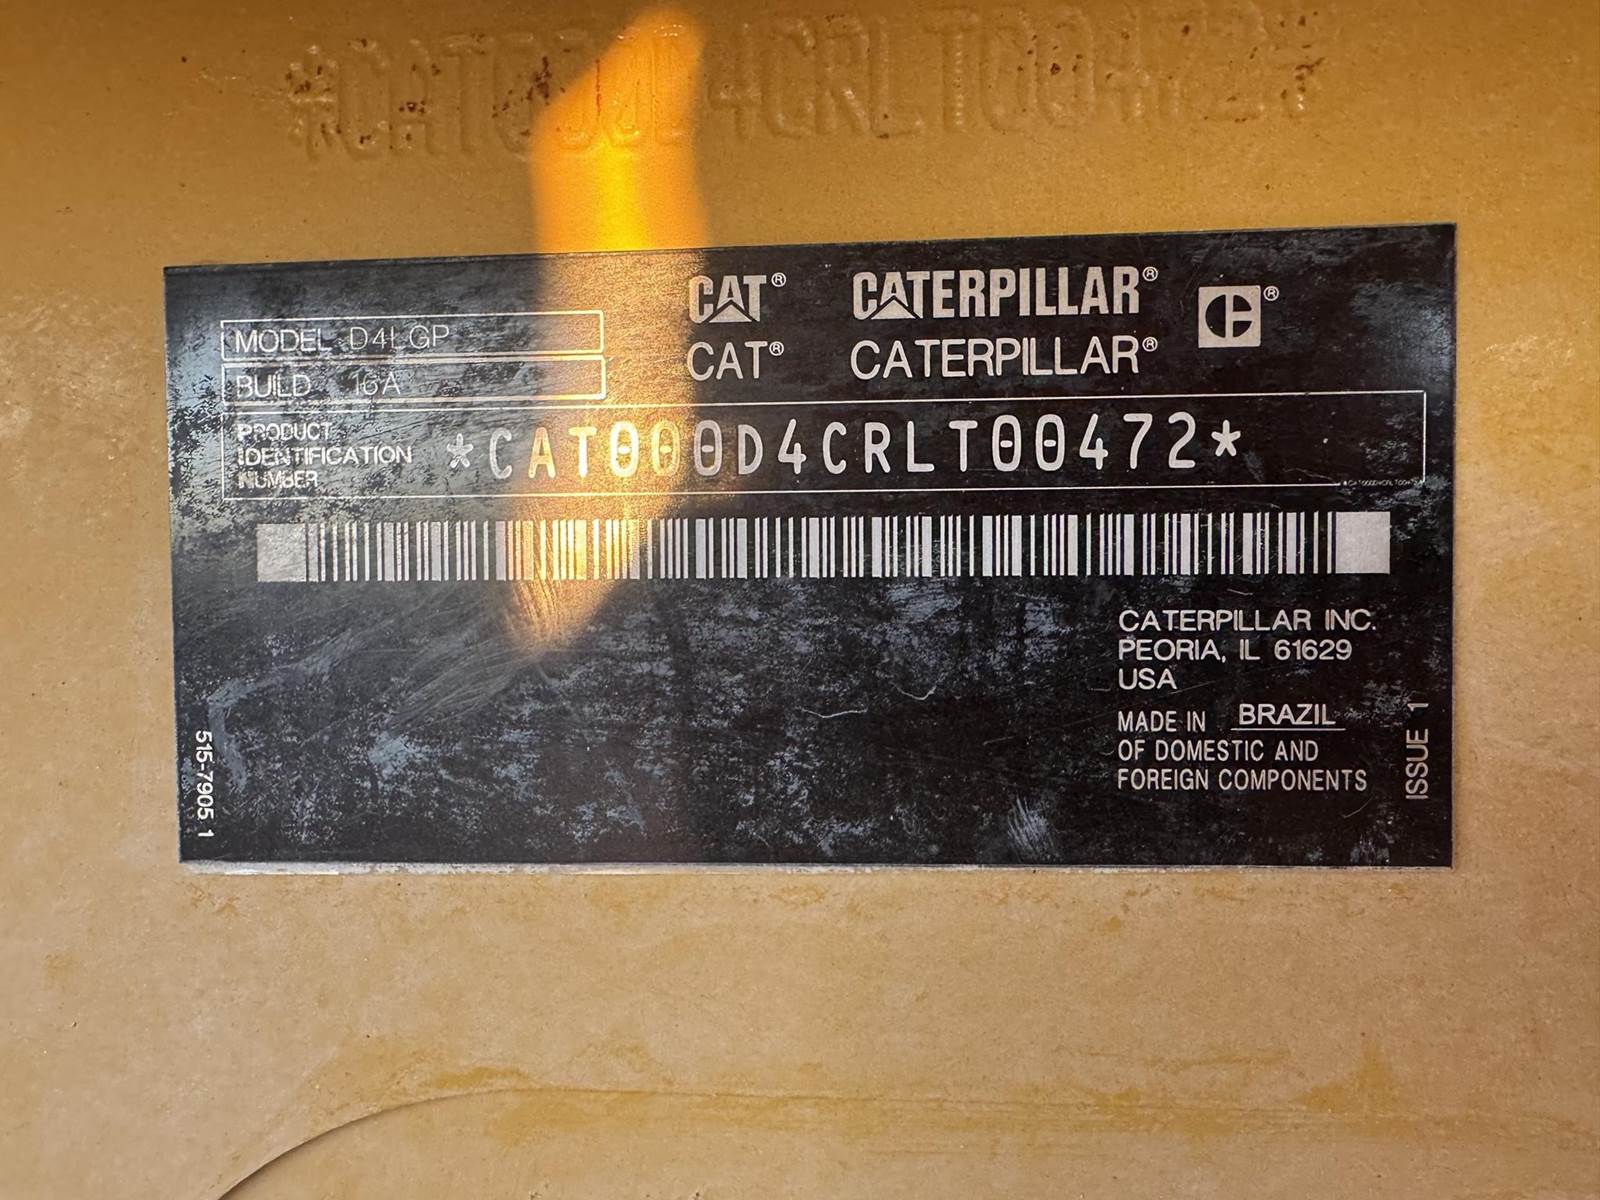 *CAT000D4CRLT00472*
CAT® CATERPILLAR® ®
CAT® CATERPILLAR®
MODEL D4LGP
BUILD 16A
PRODUCT
IDENTIFICATION
NUMBER
*CAT000D4CRLT00472*
CATERPILLAR INC.
PEORIA, IL 61629
USA
MADE IN BRAZIL
OF DOMESTIC AND
FOREIGN COMPONENTS
515-7905 1
ISSUE 1